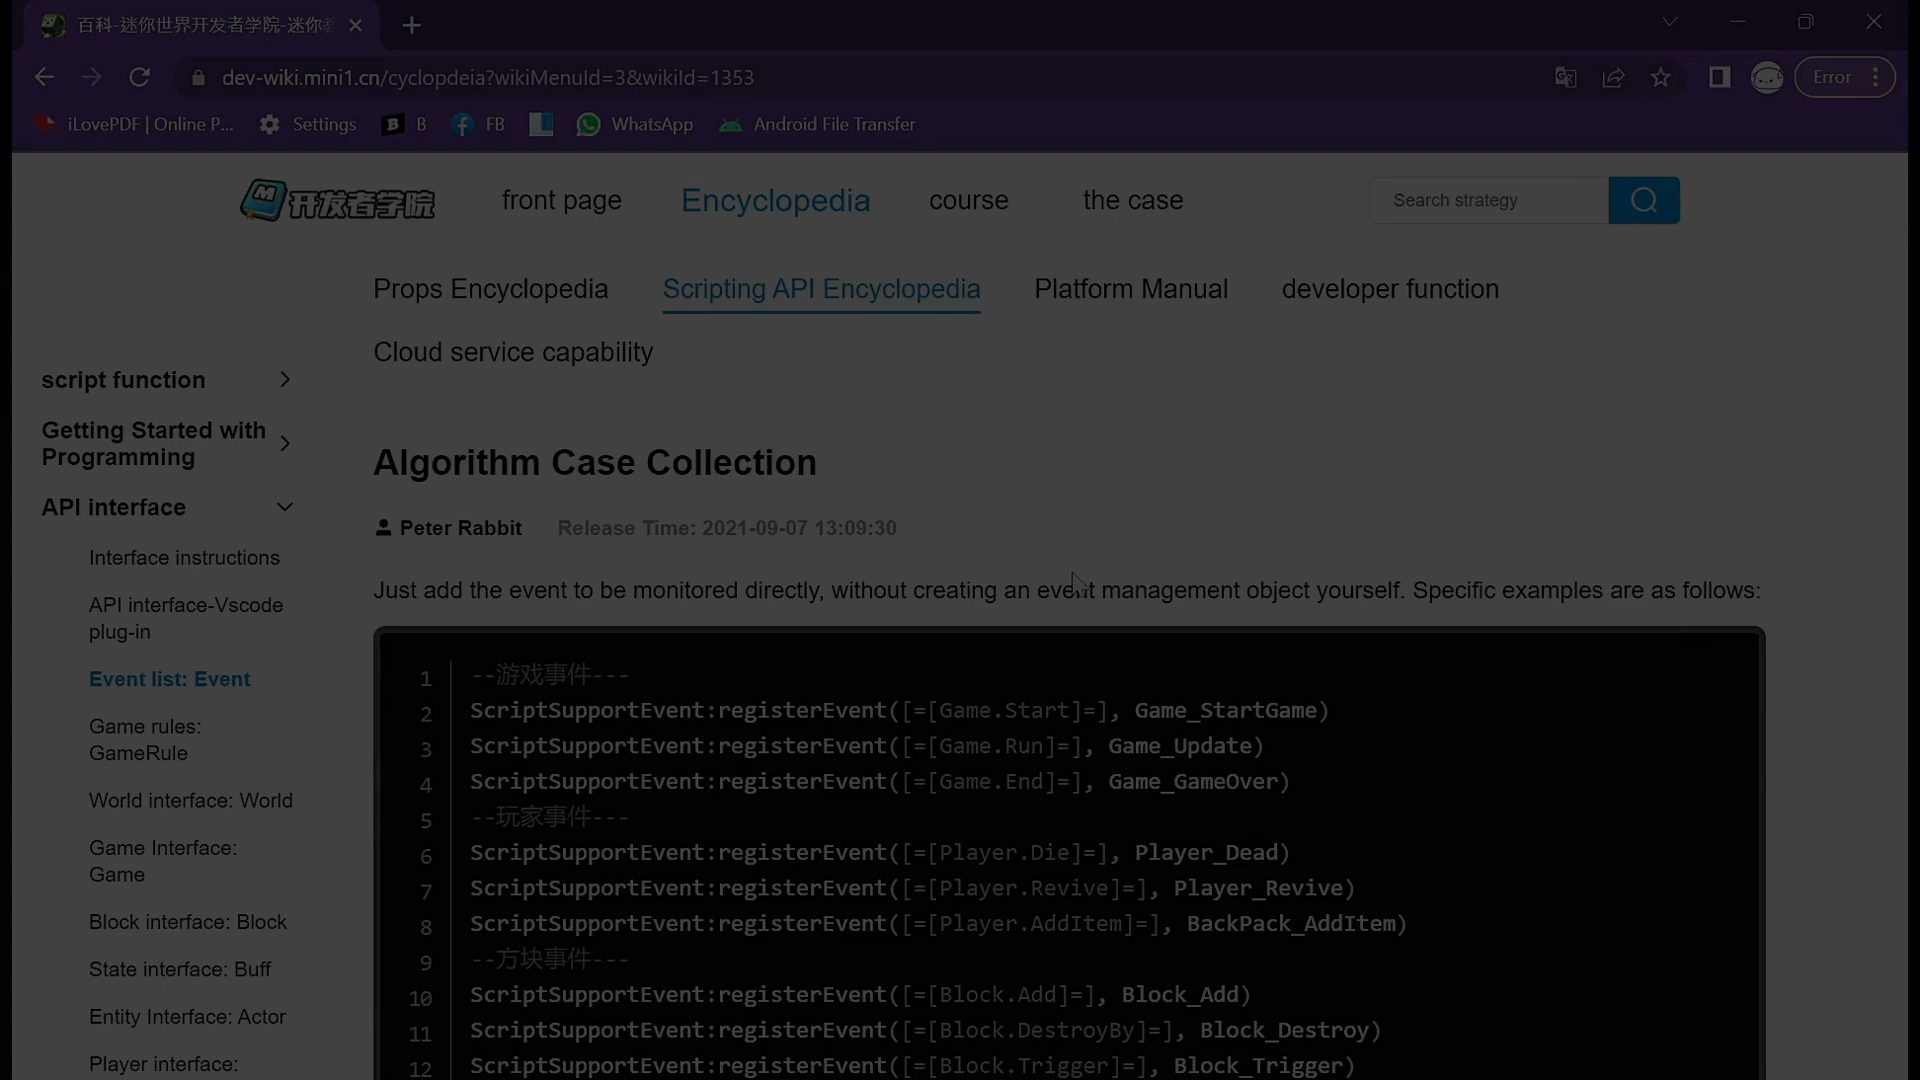 百科-迷你世界开发者学院-迷你
dev-wiki.mini1.cn/cyclopdeia?wikiMenuId=3&wikiId=1353
Error
iLovePDF | Online P...
Settings
B
FB
WhatsApp
Android File Transfer
开发者学院
front page
Encyclopedia
course
the case
Search strategy
Props Encyclopedia
Scripting API Encyclopedia
Platform Manual
developer function
Cloud service capability
script function
Getting Started with
Programming
API interface
Interface instructions
API interface-Vscode
plug-in
Event list: Event
Game rules:
GameRule
World interface: World
Game Interface:
Game
Block interface: Block
State interface: Buff
Entity Interface: Actor
Player interface:
Algorithm Case Collection
Peter Rabbit Release Time: 2021-09-07 13:09:30
Just add the event to be monitored directly, without creating an event management object yourself. Specific examples are as follows:
1 --游戏事件---
2 ScriptSupportEvent:registerEvent([=[Game.Start]=], Game_StartGame)
3 ScriptSupportEvent:registerEvent([=[Game.Run]=], Game_Update)
4 ScriptSupportEvent:registerEvent([=[Game.End]=], Game_GameOver)
5 --玩家事件---
6 ScriptSupportEvent:registerEvent([=[Player.Die]=], Player_Dead)
7 ScriptSupportEvent:registerEvent([=[Player.Revive]=], Player_Revive)
8 ScriptSupportEvent:registerEvent([=[Player.AddItem]=], BackPack_AddItem)
9 --方块事件---
10 ScriptSupportEvent:registerEvent([=[Block.Add]=], Block_Add)
11 ScriptSupportEvent:registerEvent([=[Block.DestroyBy]=], Block_Destroy)
12 ScriptSupportEvent:registerEvent([=[Block.Trigger]=], Block_Trigger)